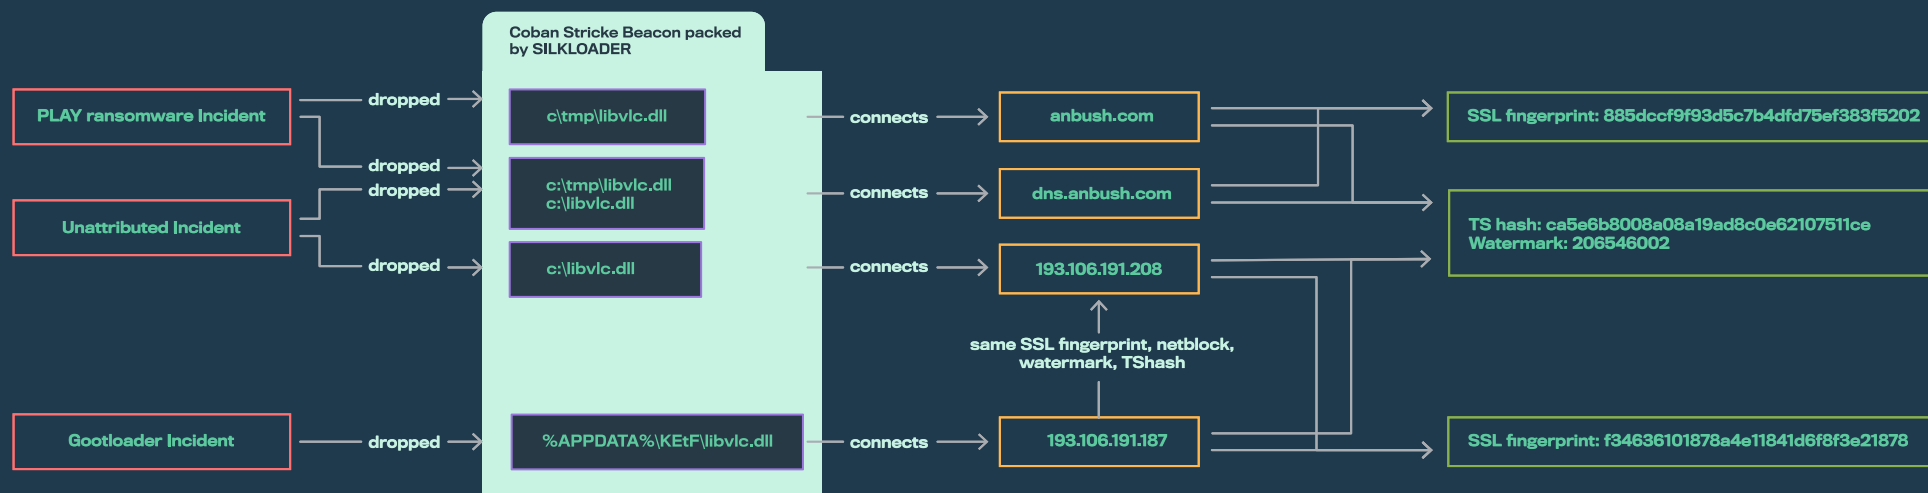 Coban Stricke Beacon packed
by SILKLOADER
PLAY ransomware Incident
dropped
c\tmp\libvlc.dll
connects
anbush.com
SSL fingerprint: 885dccf9f93d5c7b4dfd75ef383f5202
dropped
dropped
c:\tmp\libvlc.dll
c:\libvlc.dll
connects
dns.anbush.com
Unattributed Incident
TS hash: ca5e6b8008a08a19ad8c0e62107511ce
Watermark: 206546002
dropped
c:\libvlc.dll
connects
193.106.191.208
same SSL fingerprint, netblock,
watermark, TShash
Gootloader Incident
dropped
%APPDATA%\KEtF\libvlc.dll
connects
193.106.191.187
SSL fingerprint: f34636101878a4e11841d6f8f3e21878